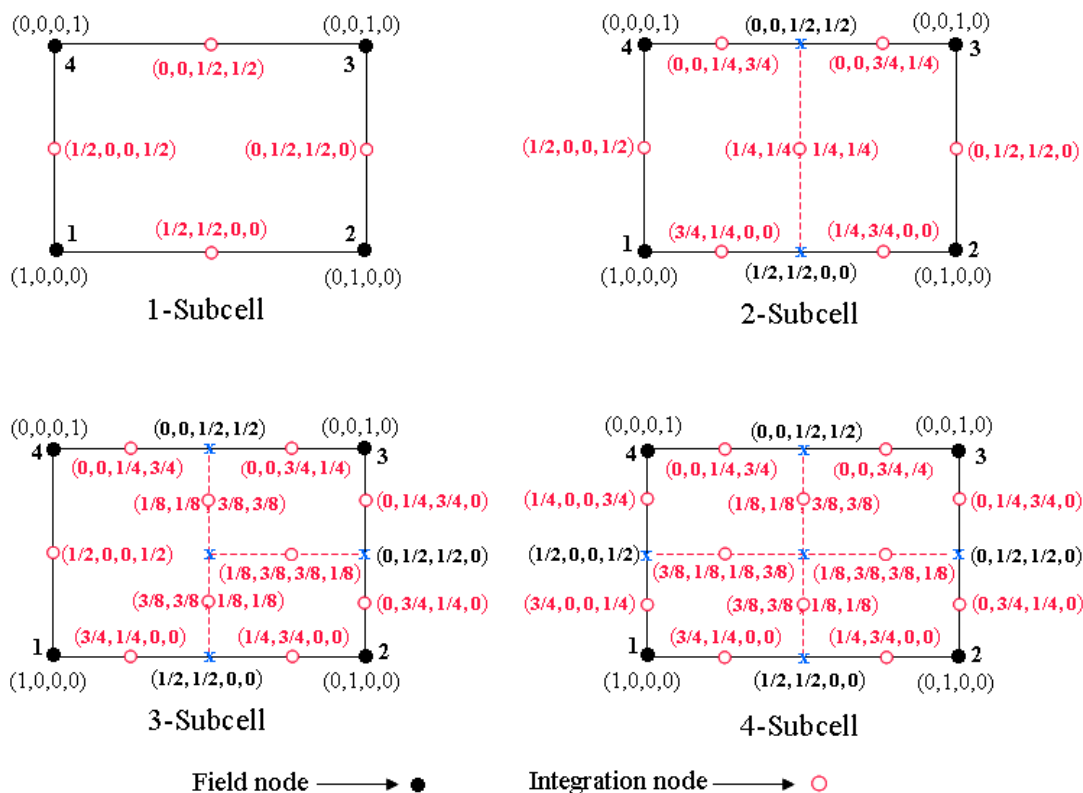 (0,0,0,1) (0,0,1,0)
4 3
(0,0,1/2,1/2)
(1/2,0,0,1/2) (0,1/2,1/2,0)
(1/2,1/2,0,0)
1 2
(1,0,0,0) (0,1,0,0)
1-Subcell
(0,0,0,1) (0,0,1/2,1/2) (0,0,1,0)
4 3
(0,0,1/4,3/4) (0,0,3/4,1/4)
(1/2,0,0,1/2) (1/4,1/4 1/4,1/4) (0,1/2,1/2,0)
(3/4,1/4,0,0) (1/4,3/4,0,0)
1 2
(1,0,0,0) (1/2,1/2,0,0) (0,1,0,0)
2-Subcell
(0,0,0,1) (0,0,1/2,1/2) (0,0,1,0)
4 3
(0,0,1/4,3/4) (0,0,3/4,1/4)
(1/8,1/8 3/8,3/8) (0,1/4,3/4,0)
(1/2,0,0,1/2) (0,1/2,1/2,0)
(1/8,3/8,3/8,1/8)
(3/8,3/8 1/8,1/8) (0,3/4,1/4,0)
(3/4,1/4,0,0) (1/4,3/4,0,0)
1 2
(1,0,0,0) (1/2,1/2,0,0) (0,1,0,0)
3-Subcell
(0,0,0,1) (0,0,1/2,1/2) (0,0,1,0)
4 3
(0,0,1/4,3/4) (0,0,3/4,/4)
(1/4,0,0,3/4) (1/8,1/8 3/8,3/8) (0,1/4,3/4,0)
(1/2,0,0,1/2) (0,1/2,1/2,0)
(3/8,1/8,1/8,3/8) (1/8,3/8,3/8,1/8)
(3/4,0,0,1/4) (3/8,3/8 1/8,1/8) (0,3/4,1/4,0)
(3/4,1/4,0,0) (1/4,3/4,0,0)
1 2
(1,0,0,0) (1/2,1/2,0,0) (0,1,0,0)
4-Subcell
Field node Integration node